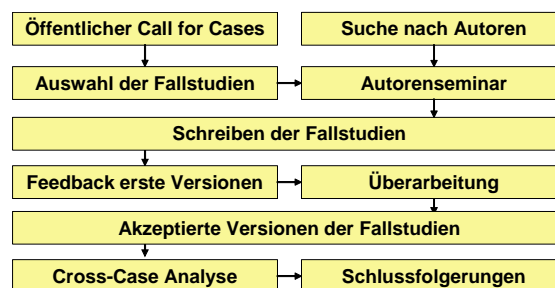 Öffentlicher Call for Cases
Suche nach Autoren
Auswahl der Fallstudien
Autorenseminar
Schreiben der Fallstudien
Feedback erste Versionen
Überarbeitung
Akzeptierte Versionen der Fallstudien
Cross-Case Analyse
Schlussfolgerungen